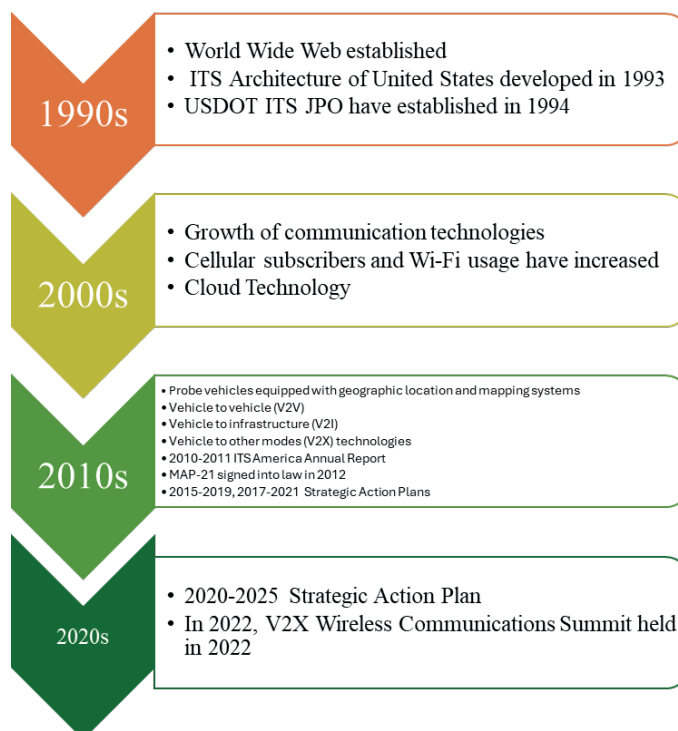 1990s
• World Wide Web established
• ITS Architecture of United States developed in 1993
• USDOT ITS JPO have established in 1994
2000s
• Growth of communication technologies
• Cellular subscribers and Wi-Fi usage have increased
• Cloud Technology
2010s
• Probe vehicles equipped with geographic location and mapping systems
• Vehicle to vehicle (V2V)
• Vehicle to infrastructure (V2I)
• Vehicle to other modes (V2X) technologies
• 2010-2011 ITS America Annual Report
• MAP-21 signed into law in 2012
• 2015-2019, 2017-2021 Strategic Action Plans
2020s
• 2020-2025 Strategic Action Plan
• In 2022, V2X Wireless Communications Summit held
in 2022